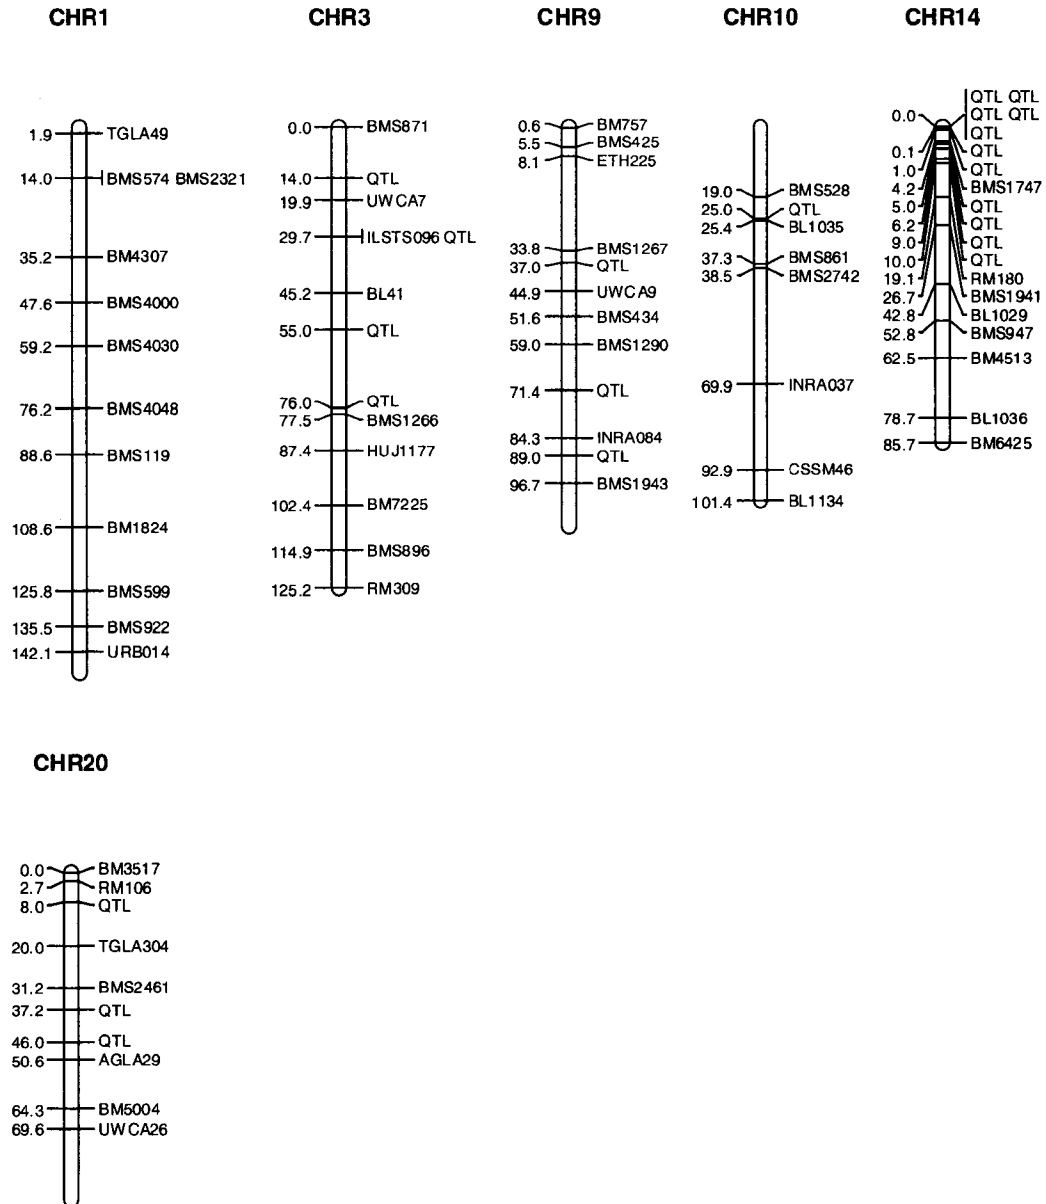 CHR1
1.9 TGLA49
14.0 BMS574 BMS2321
35.2 BM4307
47.6 BMS4000
59.2 BMS4030
76.2 BMS4048
88.6 BMS119
108.6 BM1824
125.8 BMS599
135.5 BMS922
142.1 URB014
CHR3
0.0 BMS871
14.0 QTL
19.9 UWCA7
29.7 ILSTS096 QTL
45.2 BL41
55.0 QTL
76.0 QTL
77.5 BMS1266
87.4 HUJ1177
102.4 BM7225
114.9 BMS896
125.2 RM309
CHR9
0.6 BM757
5.5 BMS425
8.1 ETH225
33.8 BMS1267
37.0 QTL
44.9 UWCA9
51.6 BMS434
59.0 BMS1290
71.4 QTL
84.3 INRA084
89.0 QTL
96.7 BMS1943
CHR10
19.0 BMS528
25.0 QTL
25.4 BL1035
37.3 BMS861
38.5 BMS2742
69.9 INRA037
92.9 CSSM46
101.4 BL1134
CHR14
QTL QTL
0.0 QTL QTL
QTL
0.1 QTL
1.0 QTL
4.2 BMS1747
5.0 QTL
6.2 QTL
9.0 QTL
10.0 QTL
19.1 RM180
26.7 BMS1941
42.8 BL1029
52.8 BMS947
62.5 BM4513
78.7 BL1036
85.7 BM6425
CHR20
0.0 BM3517
2.7 RM106
8.0 QTL
20.0 TGLA304
31.2 BMS2461
37.2 QTL
46.0 QTL
50.6 AGLA29
64.3 BM5004
69.6 UWCA26